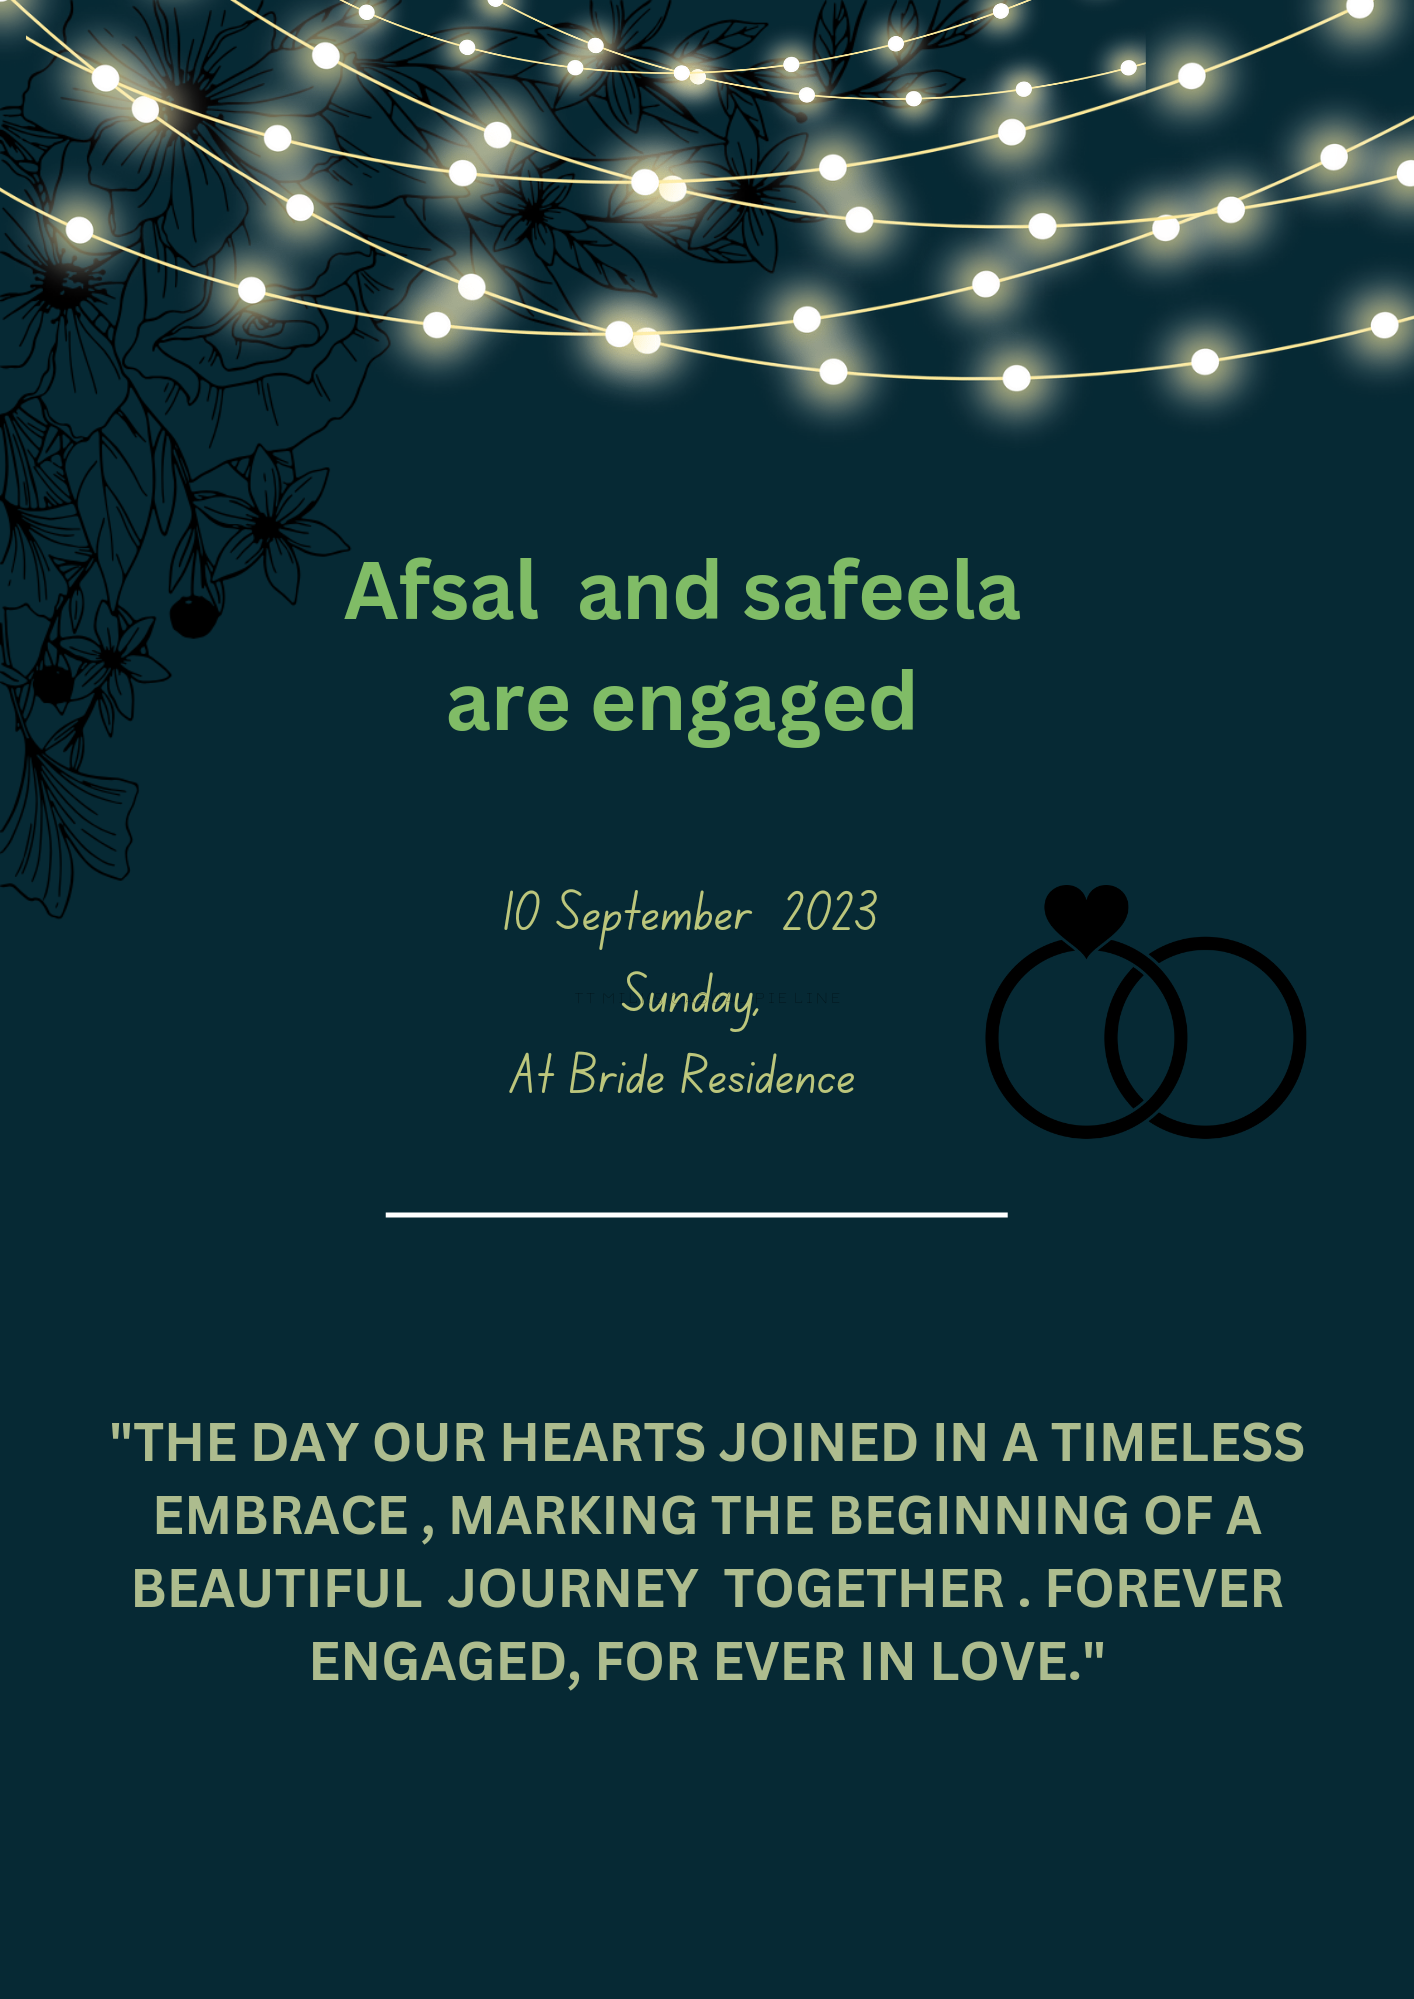 Afsal and safeela
are engaged
10 September 2023
Sunday,
At Bride Residence
"THE DAY OUR HEARTS JOINED IN A TIMELESS
EMBRACE , MARKING THE BEGINNING OF A
BEAUTIFUL JOURNEY TOGETHER . FOREVER
ENGAGED, FOR EVER IN LOVE."